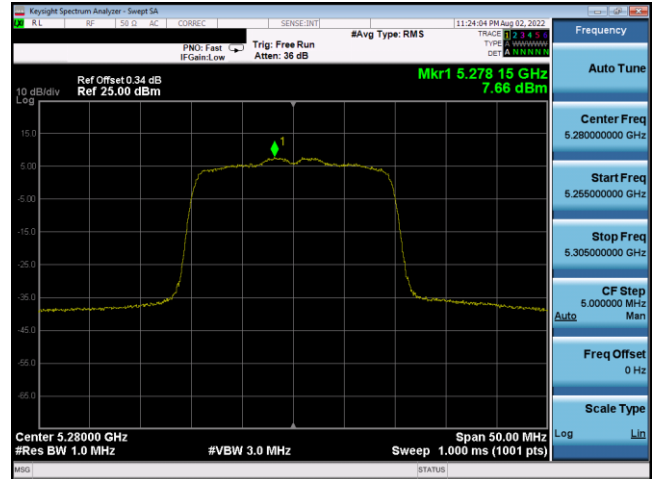 Keysight Spectrum Analyzer - Swept SA
LXI RL RF 50 Ω AC CORREC SENSE:INT 11:24:04 PM Aug 02, 2022
#Avg Type: RMS TRACE 1 2 3 4 5 6
PNO: Fast Trig: Free Run TYPE A WWWWW
IFGain:Low Atten: 36 dB DET A N N N N N
Mkr1 5.278 15 GHz
7.66 dBm
Ref Offset 0.34 dB
10 dB/div Ref 25.00 dBm
Log
1
15.0
5.00
-5.00
-15.0
-25.0
-35.0
-45.0
-55.0
-65.0
Center 5.28000 GHz Span 50.00 MHz
#Res BW 1.0 MHz #VBW 3.0 MHz Sweep 1.000 ms (1001 pts)
MSG STATUS
Frequency
Auto Tune
Center Freq
5.280000000 GHz
Start Freq
5.255000000 GHz
Stop Freq
5.305000000 GHz
CF Step
5.000000 MHz
Auto Man
Freq Offset
0 Hz
Scale Type
Log Lin